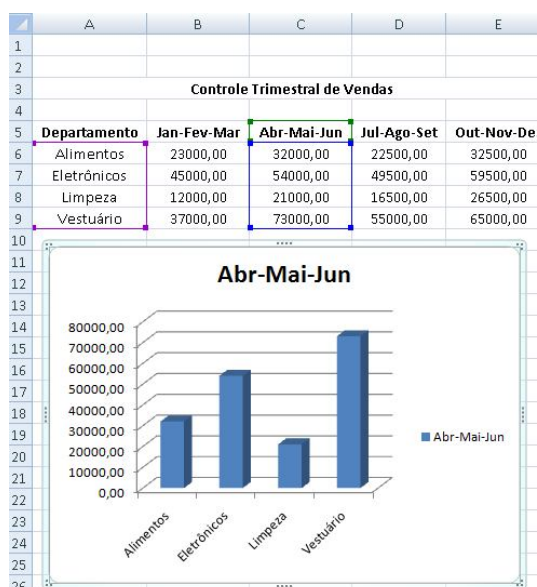 A B C D E
1
2
3 Controle Trimestral de Vendas
4
5 Departamento Jan-Fev-Mar Abr-Mai-Jun Jul-Ago-Set Out-Nov-De
6 Alimentos 23000,00 32000,00 22500,00 32500,00
7 Eletrônicos 45000,00 54000,00 49500,00 59500,00
8 Limpeza 12000,00 21000,00 16500,00 26500,00
9 Vestuário 37000,00 73000,00 55000,00 65000,00
10
11
12 Abr-Mai-Jun
13
14 80000,00
15 70000,00
16 60000,00
17 50000,00
18 40000,00
19 30000,00 Abr-Mai-Jun
20 20000,00
21 10000,00
22 0,00
23 Alimentos Eletrônicos Limpeza Vestuário
24
25
26